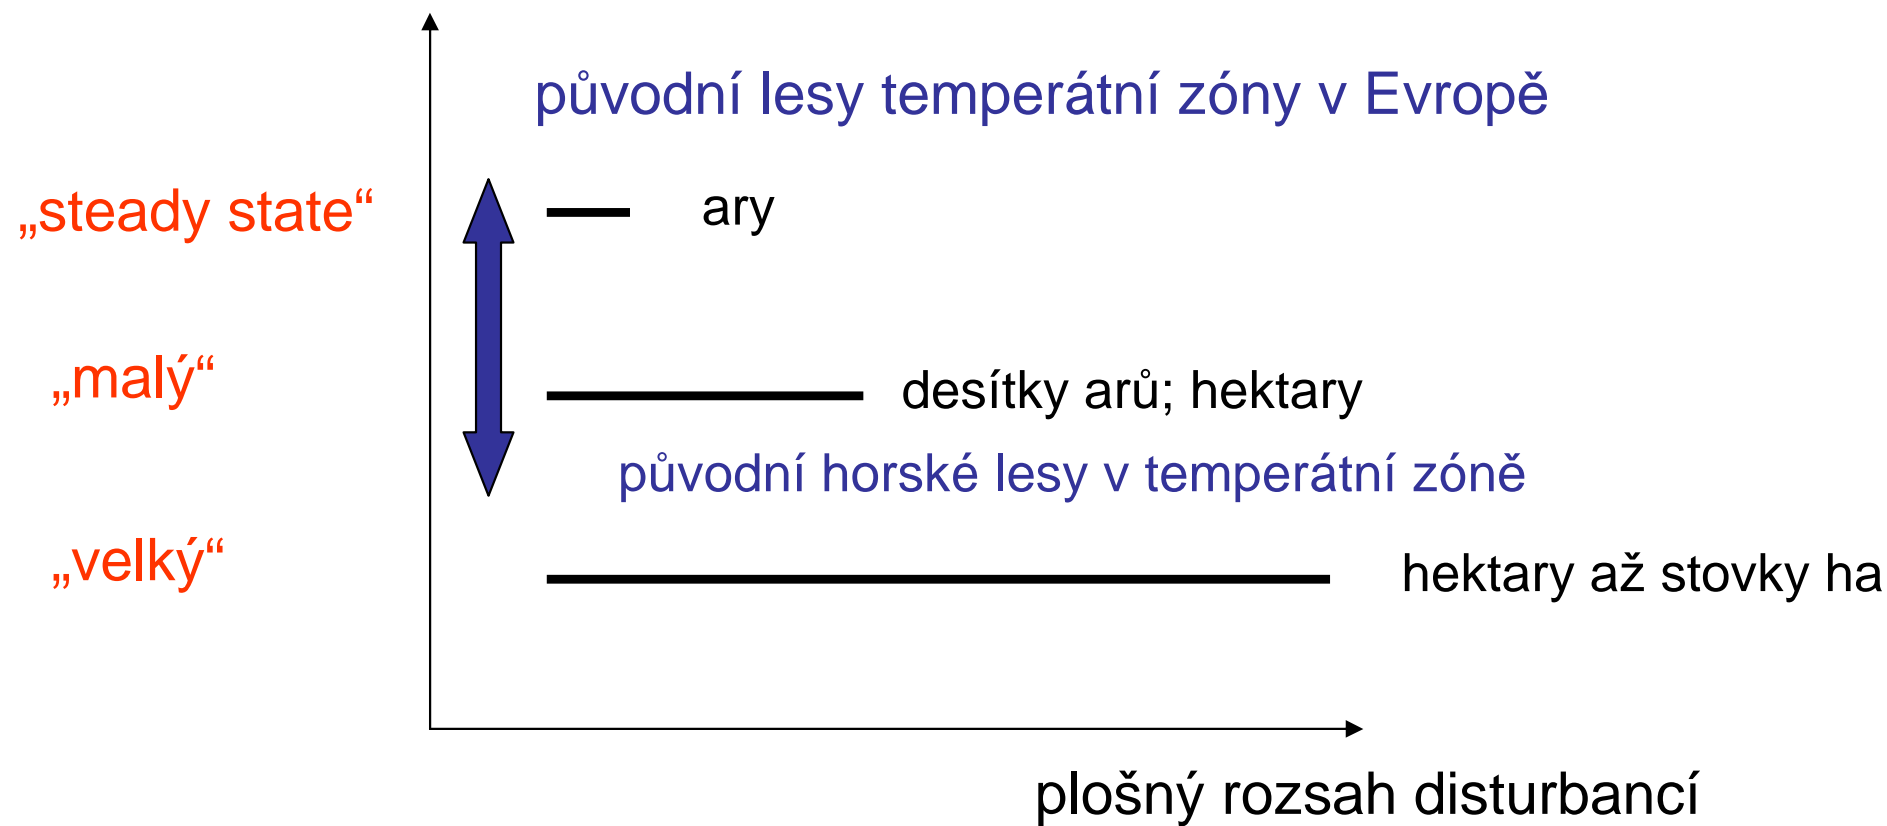 původní lesy temperátní zóny v Evropě
„steady state“
ary
„malý“
desítky arů; hektary
původní horské lesy v temperátní zóně
„velký“
hektary až stovky ha
plošný rozsah disturbancí